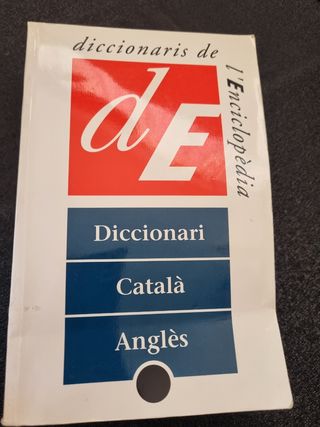 diccionaris de
l'Enciclopèdia
dE
Diccionari
Català
Anglès